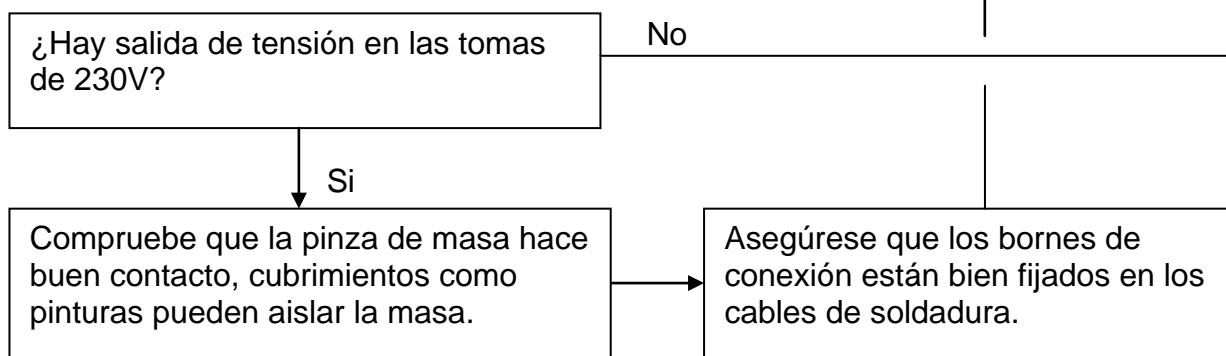 ¿Hay salida de tensión en las tomas
de 230V?
No
Si
Compruebe que la pinza de masa hace
buen contacto, cubrimientos como
pinturas pueden aislar la masa.
Asegúrese que los bornes de
conexión están bien fijados en los
cables de soldadura.